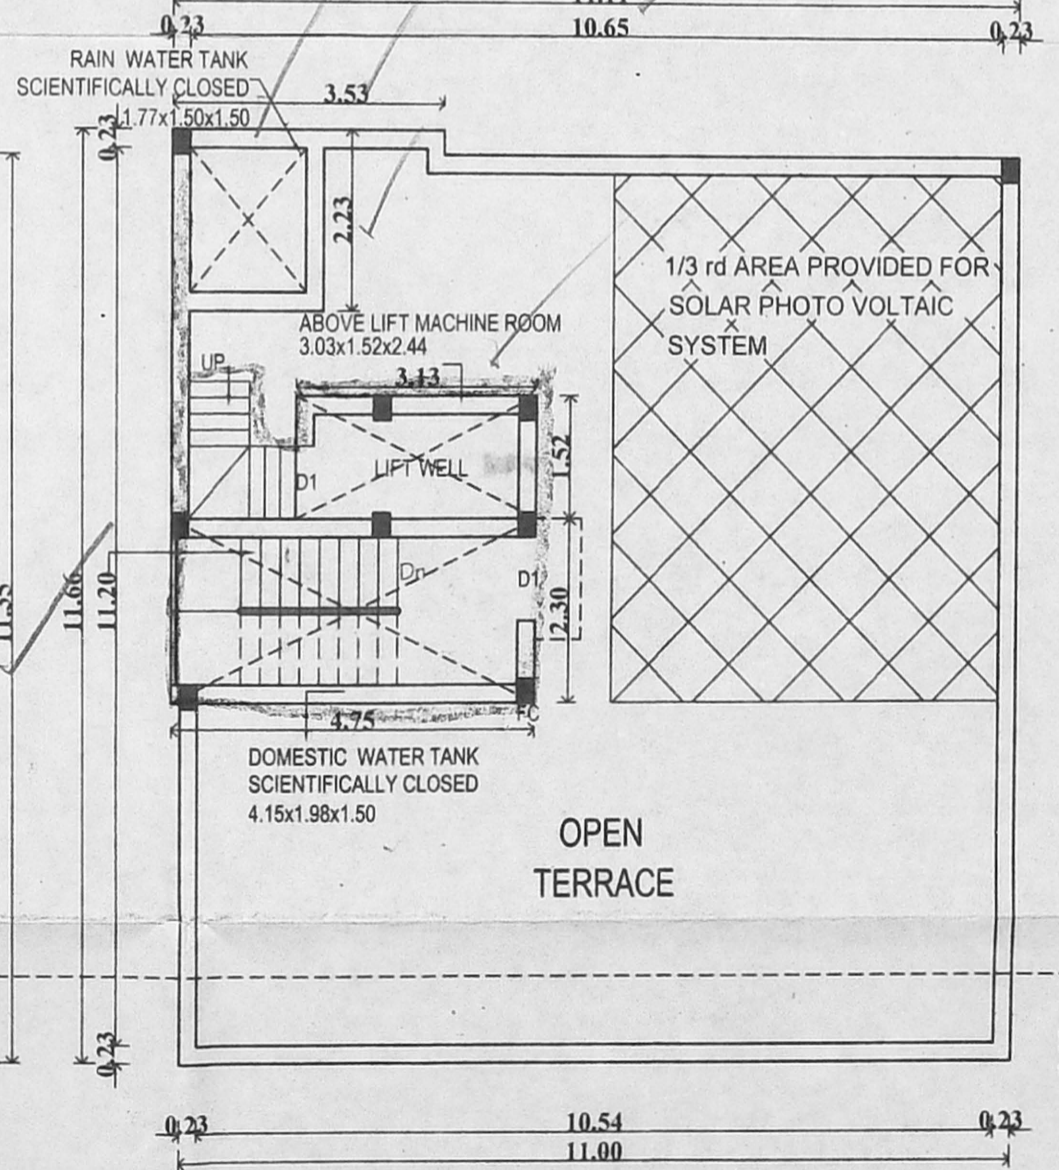 0.23
10.65
0.23
RAIN WATER TANK
SCIENTIFICALLY CLOSED
1.77x1.50x1.50
3.53
0.23
2.23
1/3 rd AREA PROVIDED FOR
SOLAR PHOTO VOLTAIC
SYSTEM
ABOVE LIFT MACHINE ROOM
3.03x1.52x2.44
UP
3.13
LIFT WELL
1.52
D1
Dn
D1
2.30
11.66
11.20
FC
4.75
DOMESTIC WATER TANK
SCIENTIFICALLY CLOSED
4.15x1.98x1.50
OPEN
TERRACE
0.23
0.23
10.54
0.23
11.00